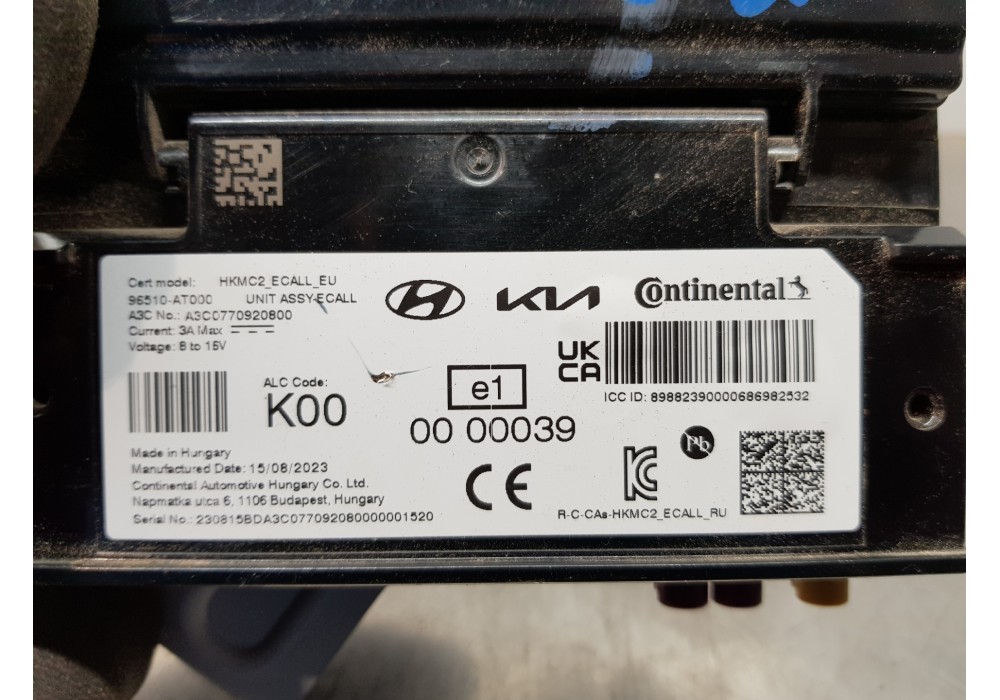 Cert model: HKMC2_ECALL_EU
96510-AT000 UNIT ASSY-ECALL
A3C No.: A3C0770920800
Current: 3A Max
Voltage: 8 to 15V
KIA
Continental
UK
CA
ICC ID: 89882390000686982532
ALC Code:
K00
e1
00 00039
Made in Hungary
Manufactured Date: 15/08/2023
Continental Automotive Hungary Co. Ltd.
Napmatka utca 6, 1106 Budapest, Hungary
Serial No.: 230815BDA3C07709208000001520
CE
Pb
R-C-CAs-HKMC2_ECALL_RU